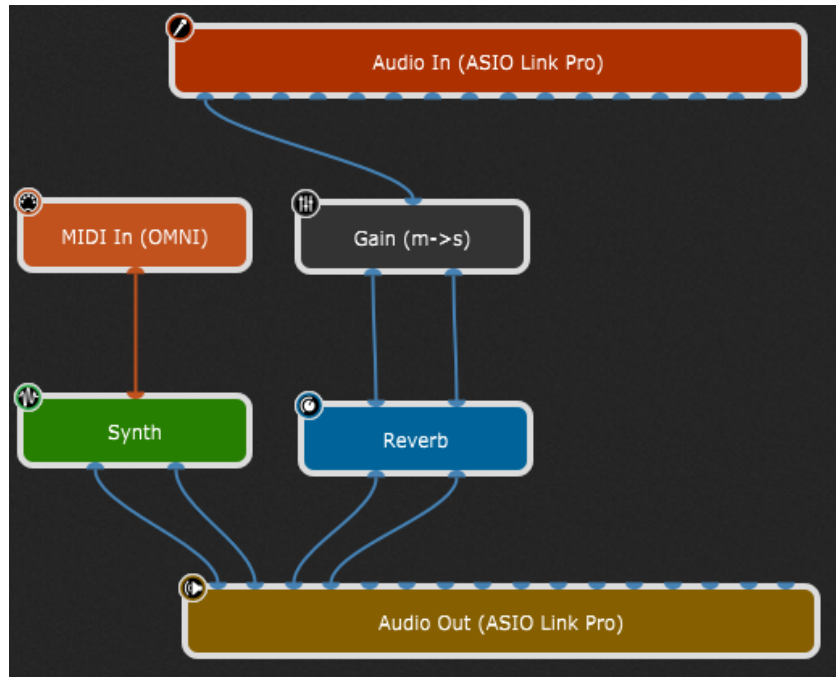 Audio In (ASIO Link Pro)
MIDI In (OMNI)
Gain (m->s)
Synth
Reverb
Audio Out (ASIO Link Pro)